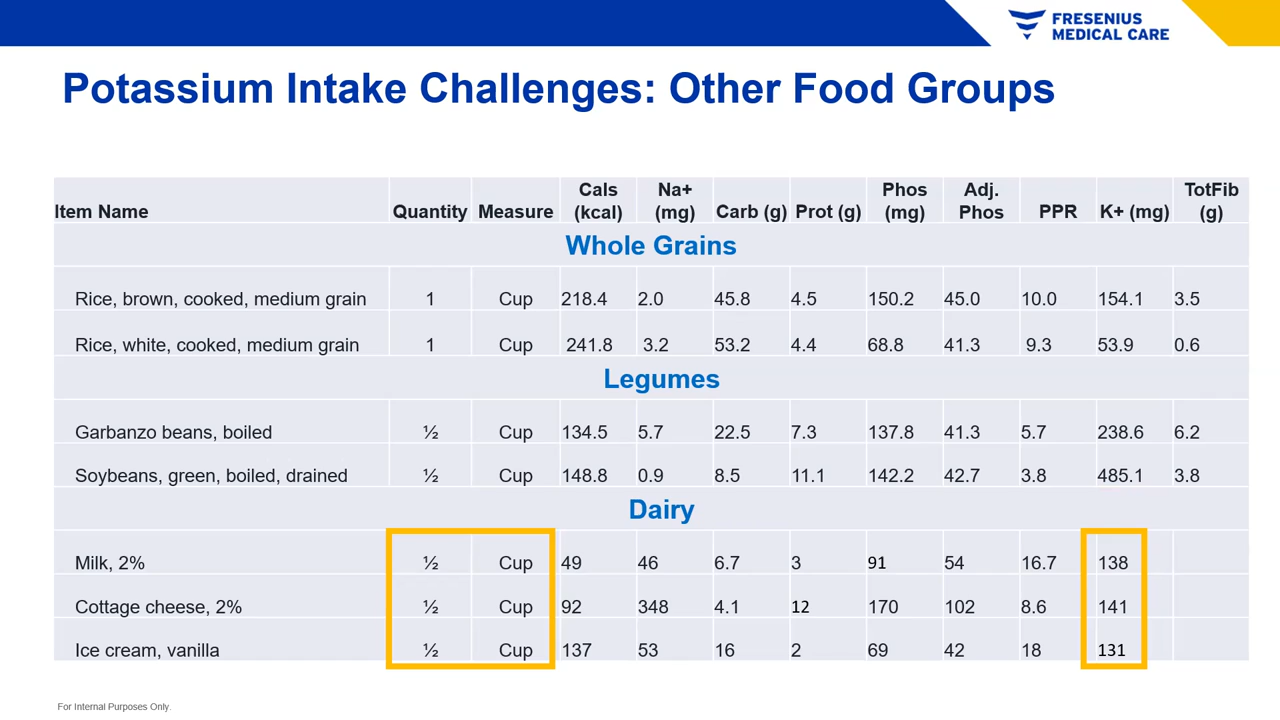 FRESENIUS
MEDICAL CARE
Potassium Intake Challenges: Other Food Groups
Item Name Quantity Measure Cals (kcal) Na+ (mg) Carb (g) Prot (g) Phos (mg) Adj. Phos PPR K+ (mg) TotFib (g)
Whole Grains
Rice, brown, cooked, medium grain 1 Cup 218.4 2.0 45.8 4.5 150.2 45.0 10.0 154.1 3.5
Rice, white, cooked, medium grain 1 Cup 241.8 3.2 53.2 4.4 68.8 41.3 9.3 53.9 0.6
Legumes
Garbanzo beans, boiled ½ Cup 134.5 5.7 22.5 7.3 137.8 41.3 5.7 238.6 6.2
Soybeans, green, boiled, drained ½ Cup 148.8 0.9 8.5 11.1 142.2 42.7 3.8 485.1 3.8
Dairy
Milk, 2% ½ Cup 49 46 6.7 3 91 54 16.7 138
Cottage cheese, 2% ½ Cup 92 348 4.1 12 170 102 8.6 141
Ice cream, vanilla ½ Cup 137 53 16 2 69 42 18 131
For Internal Purposes Only.